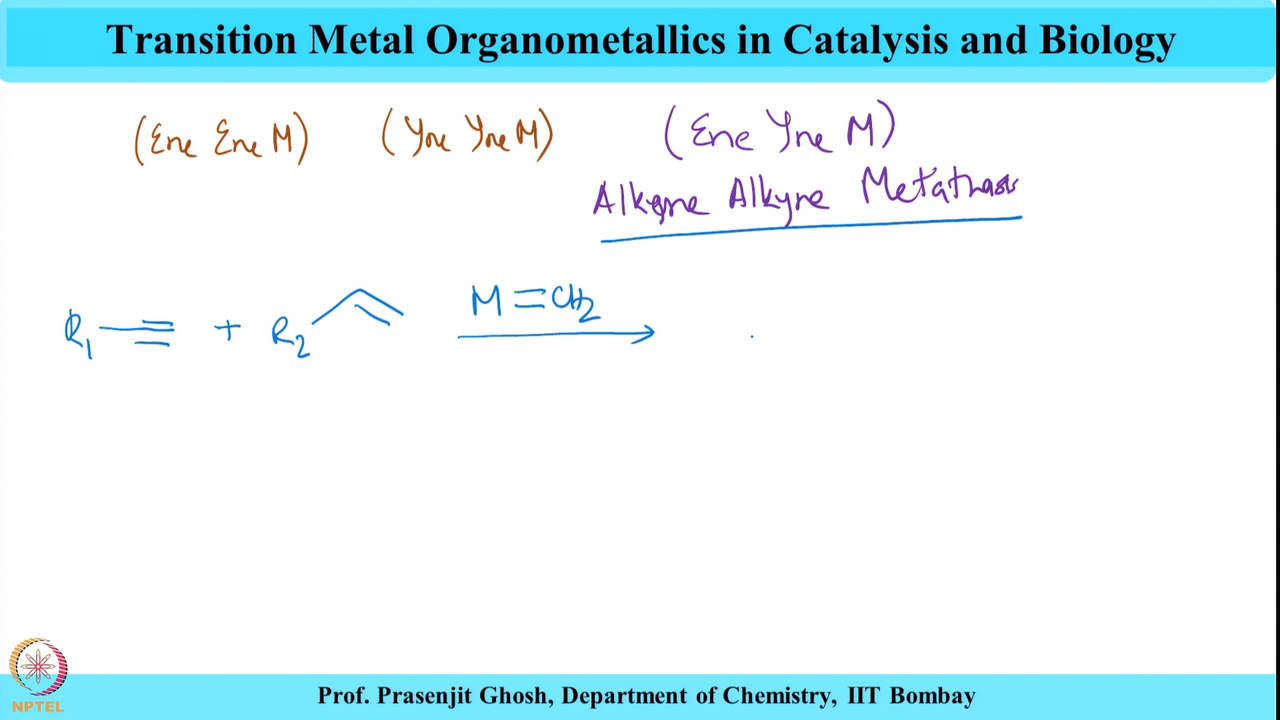 Transition Metal Organometallics in Catalysis and Biology
(Ene Ene M) (Yne Yne M) (Ene Yne M)
Alkene Alkyne Metathesis
R1 + R2 M=CH2
Prof. Prasenjit Ghosh, Department of Chemistry, IIT Bombay
NPTEL